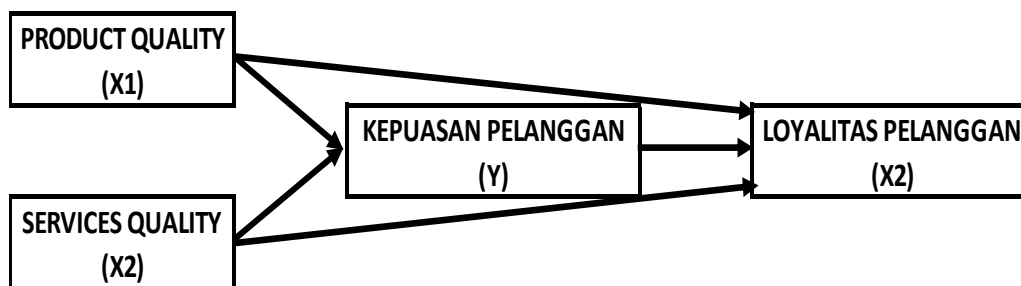 PRODUCT QUALITY
(X1)
KEPUASAN PELANGGAN
(Y)
LOYALITAS PELANGGAN
(X2)
SERVICES QUALITY
(X2)